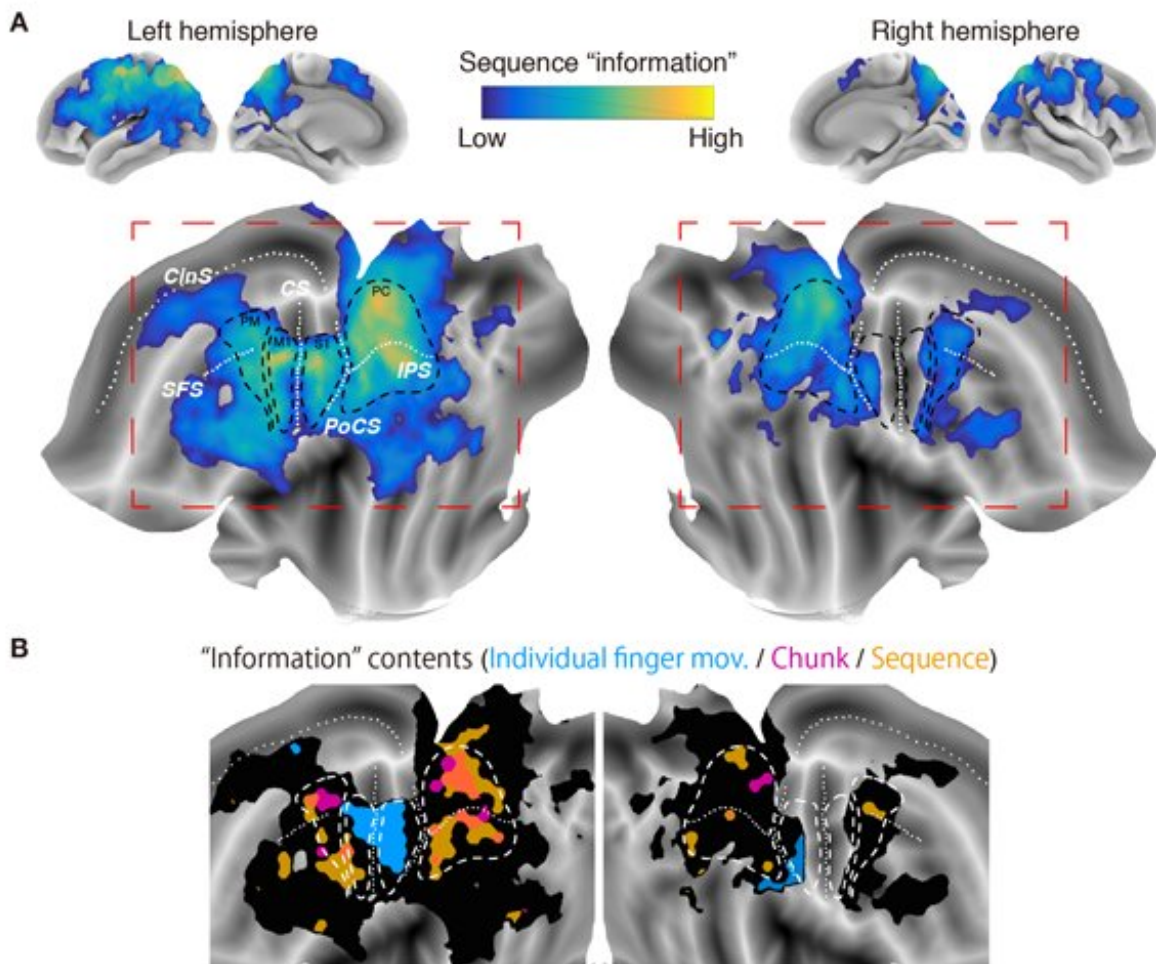 A
Left hemisphere
Right hemisphere
Sequence “information”
Low
High
CinS
CS
PC
PM
M1
S1
IPS
SFS
PoCS
B
“Information” contents (Individual finger mov. / Chunk / Sequence)